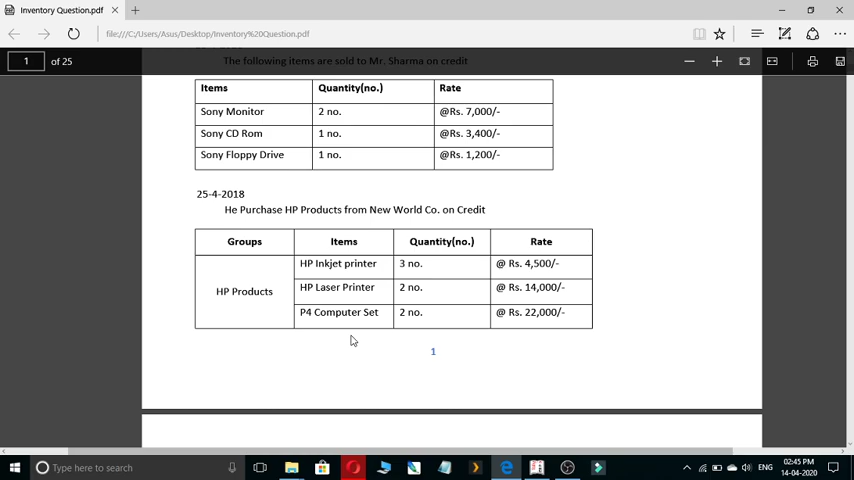 Inventory Question.pdf
file:///C:/Users/Asus/Desktop/Inventory%20Question.pdf
1 of 25
The following items are sold to Mr. Sharma on credit
Items Quantity(no.) Rate
Sony Monitor 2 no. @Rs. 7,000/-
Sony CD Rom 1 no. @Rs. 3,400/-
Sony Floppy Drive 1 no. @Rs. 1,200/-
25-4-2018
He Purchase HP Products from New World Co. on Credit
Groups Items Quantity(no.) Rate
HP Inkjet printer 3 no. @ Rs. 4,500/-
HP Products HP Laser Printer 2 no. @ Rs. 14,000/-
P4 Computer Set 2 no. @ Rs. 22,000/-
1
Type here to search
ENG
02:45 PM
14-04-2020